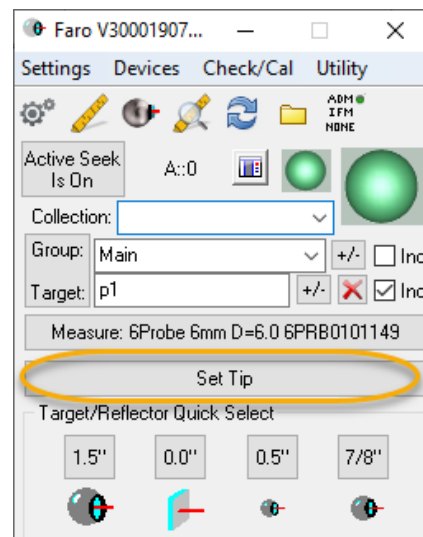 Faro V30001907...
Settings Devices Check/Cal Utility
ADM
IFM
NONE
Active Seek
Is On
A::0
Collection:
Group: Main +/- Inc
Target: p1 +/- Inc
Measure: 6Probe 6mm D=6.0 6PRB0101149
Set Tip
Target/Reflector Quick Select
1.5" 0.0" 0.5" 7/8"